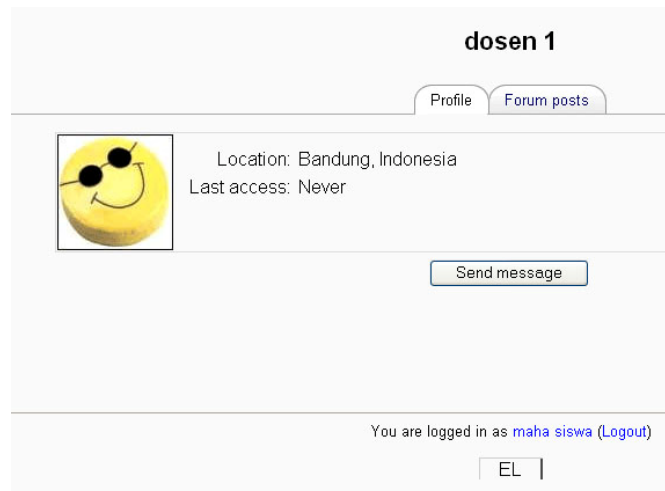 dosen 1
Profile Forum posts
Location: Bandung, Indonesia
Last access: Never
Send message
You are logged in as maha siswa (Logout)
EL